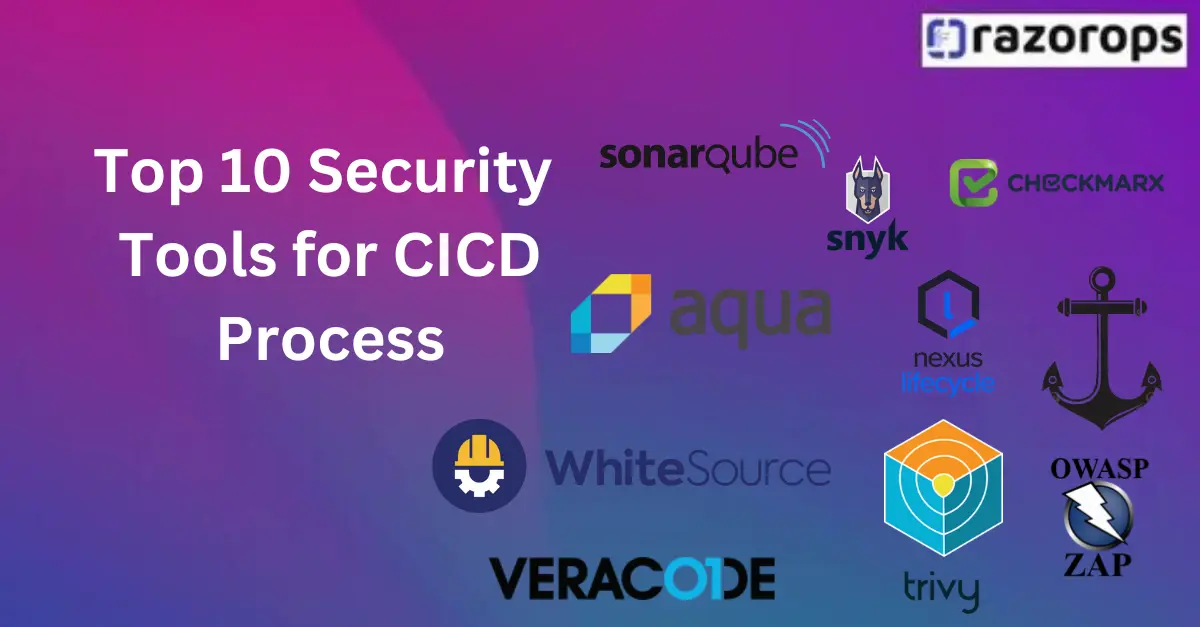 razorops
Top 10 Security
Tools for CICD
Process
sonarqube
snyk
CHECKMARX
aqua
nexus
lifecycle
WhiteSource
OWASP
ZAP
VERACODE
trivy